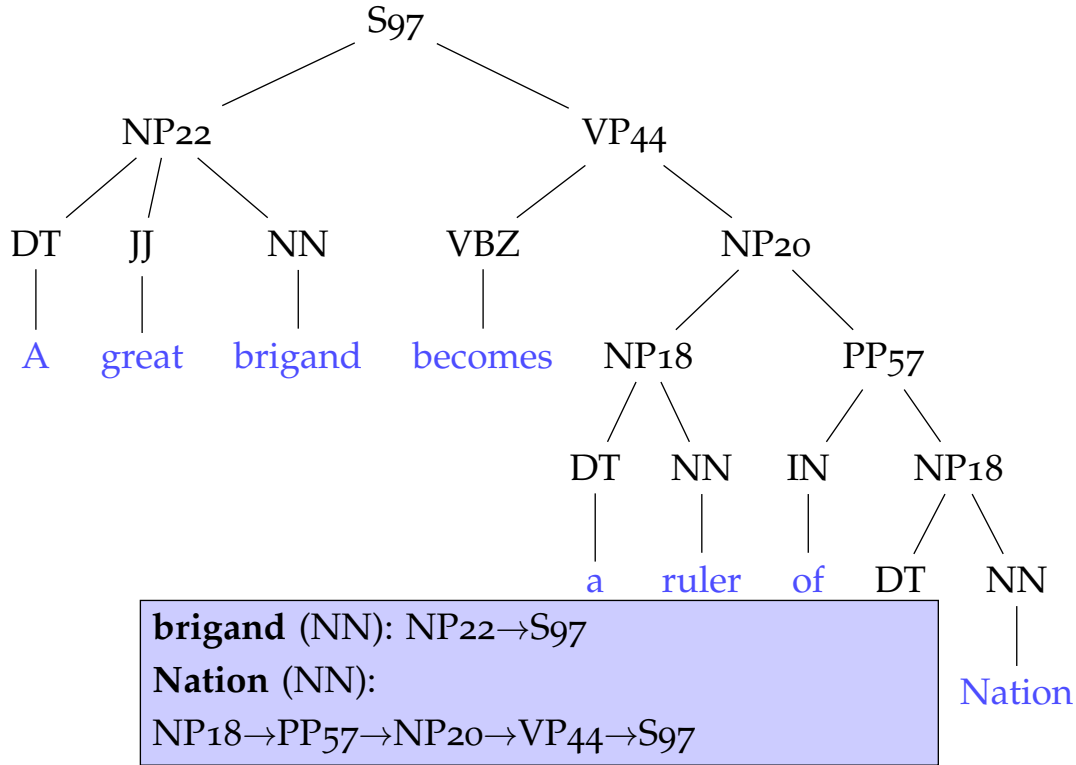 S97
NP22 VP44
DT JJ NN VBZ NP20
A great brigand becomes NP18 PP57
DT NN IN NP18
a ruler of DT NN
Nation
brigand (NN): NP22→S97
Nation (NN):
NP18→PP57→NP20→VP44→S97